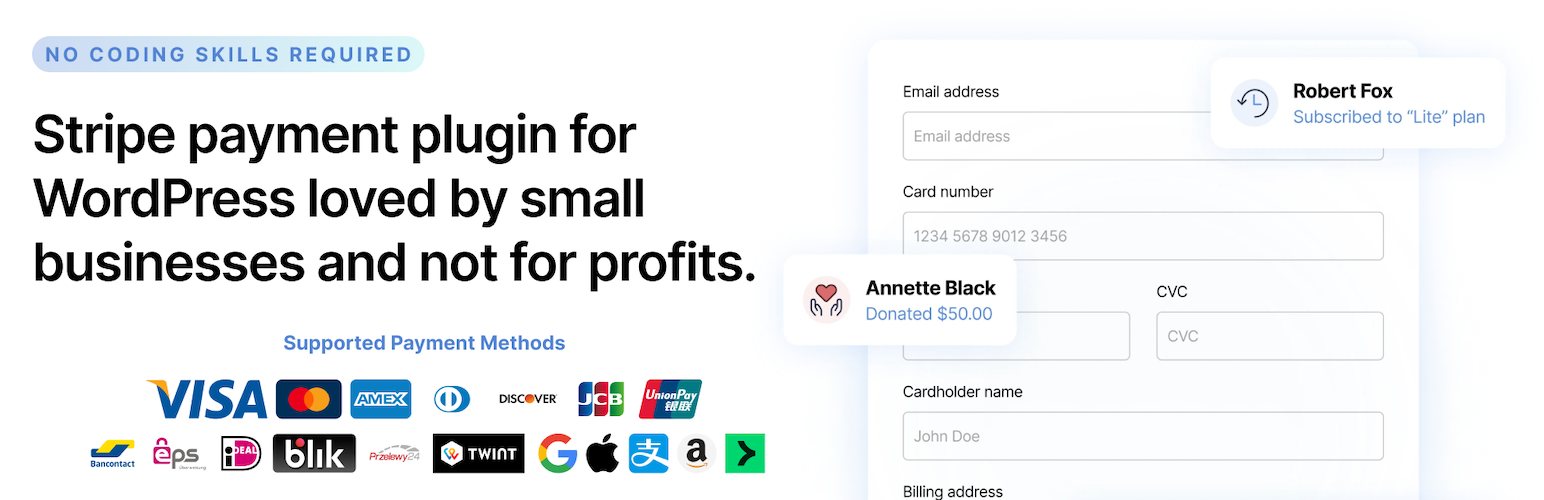 NO CODING SKILLS REQUIRED
Stripe payment plugin for
WordPress loved by small
businesses and not for profits.
Supported Payment Methods
VISA
AMEX
DISCOVER
JCB
UnionPay
银联
Bancontact
eps
Überweisung
iDEAL
blik
Przelewy24
TWINT
支
a
Email address
Email address
Robert Fox
Subscribed to “Lite” plan
Card number
1234 5678 9012 3456
Annette Black
Donated $50.00
CVC
CVC
Cardholder name
John Doe
Billing address